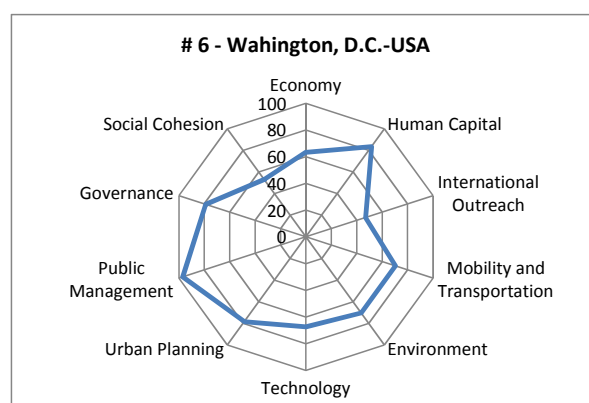 # 6 - Wahington, D.C.-USA
Economy
100
80
60
40
20
0
Human Capital
International
Outreach
Mobility and
Transportation
Environment
Technology
Urban Planning
Public
Management
Governance
Social Cohesion